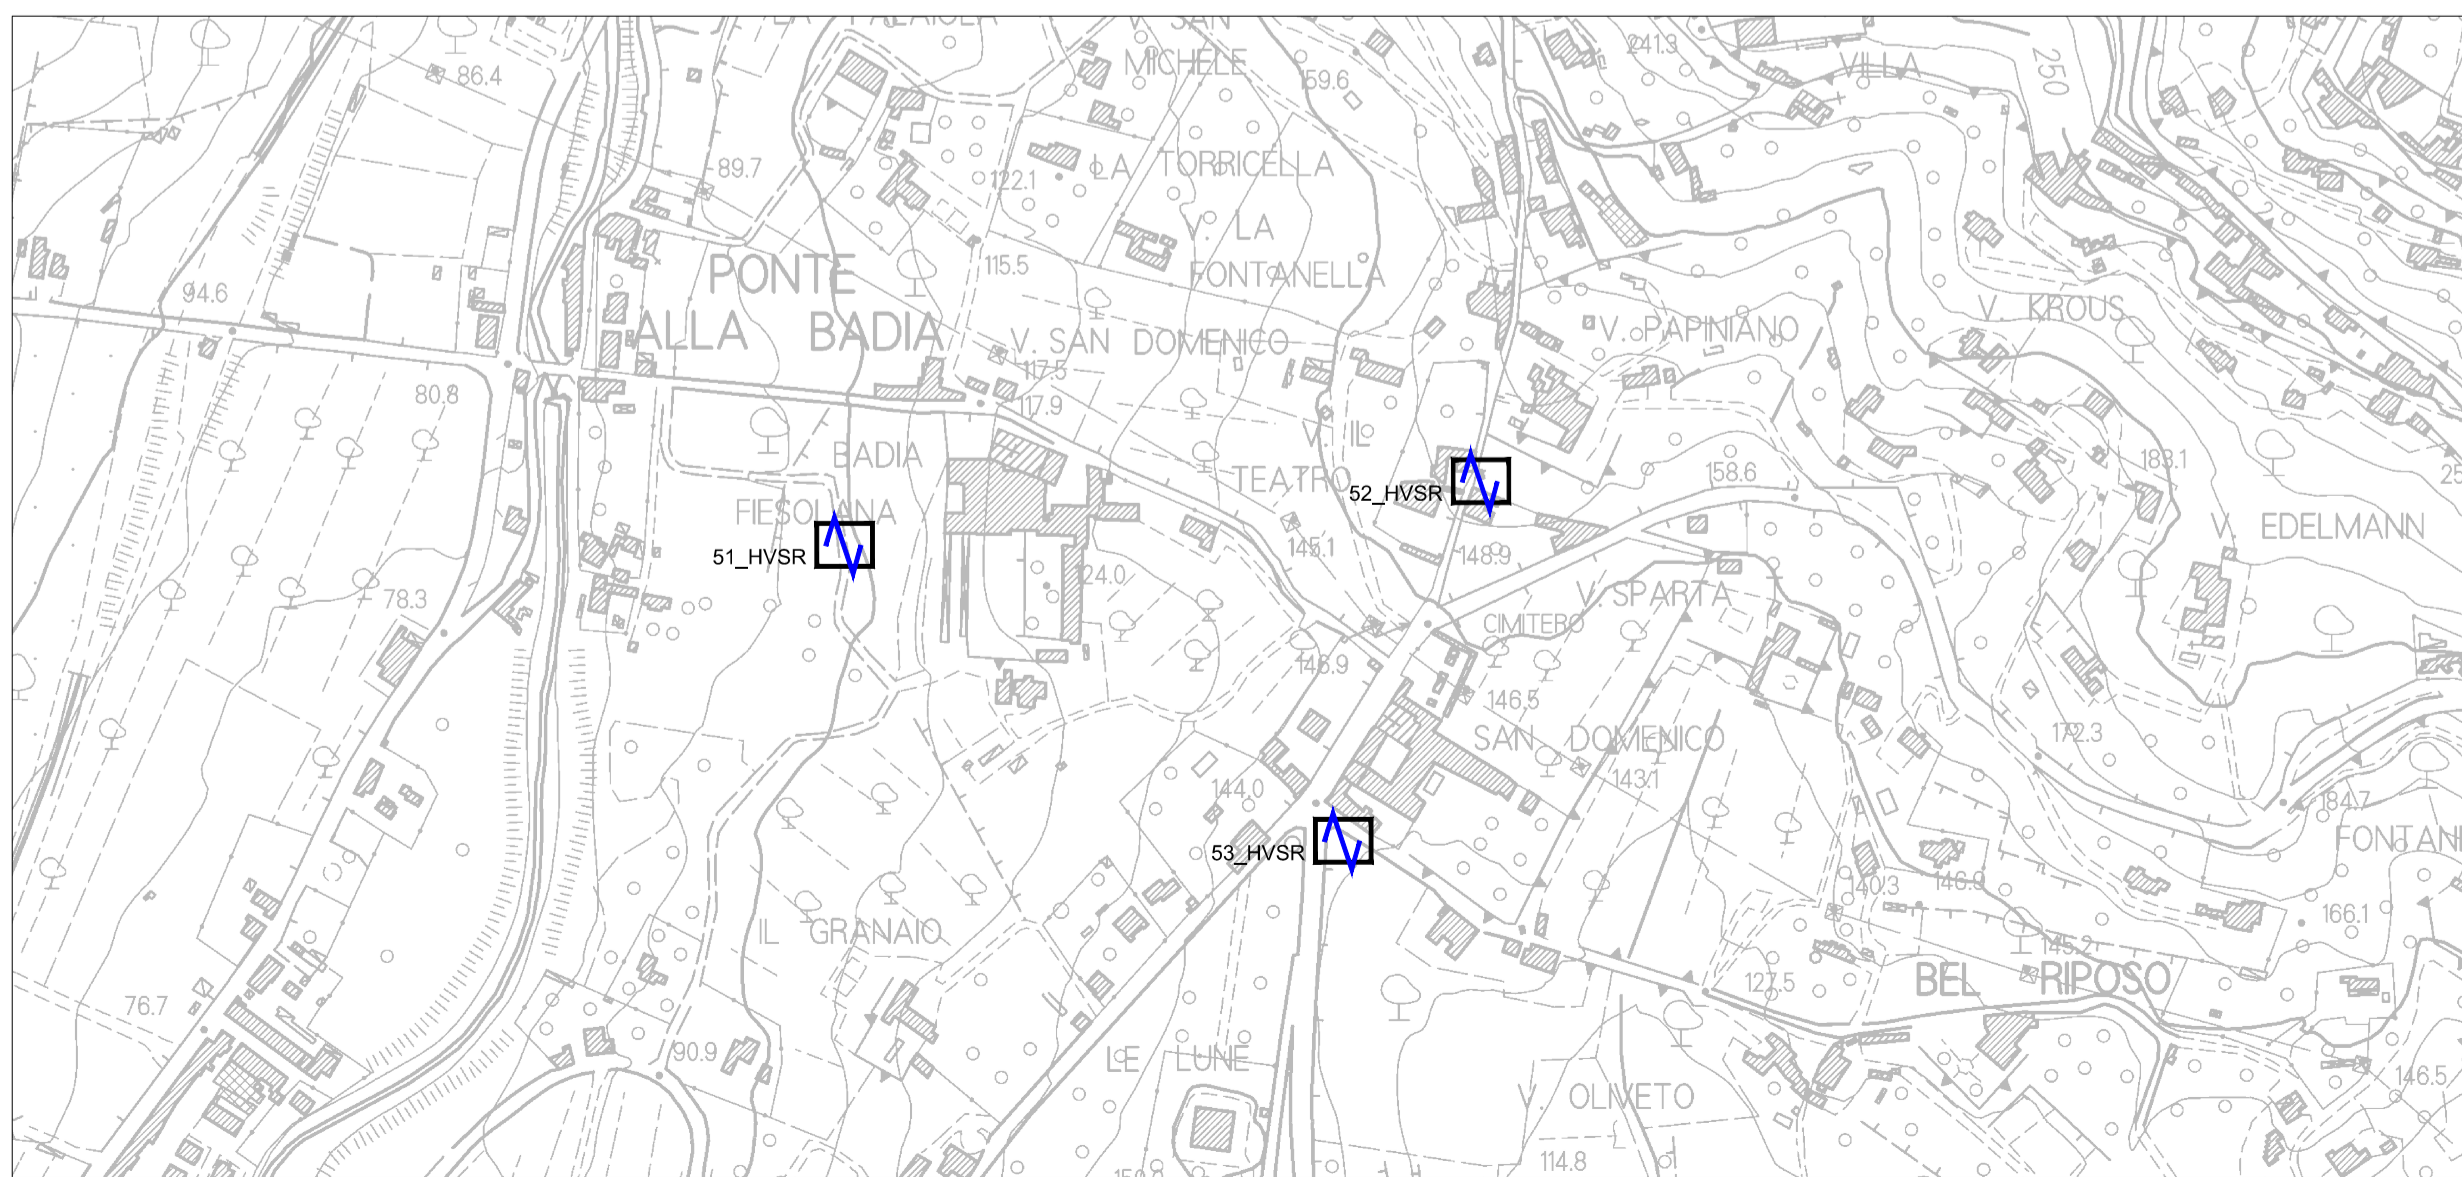 V. SAN
MICHELE
241.3
VILLA
250
86.4
159.6
89.7
122.1
LA TORRICELLA
V. LA
FONTANELLA
115.5
PONTE
ALLA BADIA
94.6
V. SAN DOMENICO
117.5
117.9
V. PAPINIANO
V. KROUS
80.8
BADIA
FIESOLANA
V. IL
TEATRO
158.6
183.1
52_HVSR
51_HVSR
145.1
148.9
V. EDELMANN
124.0
78.3
V. SPARTA
CIMITERO
146.9
146.5
SAN DOMENICO
143.1
172.3
144.0
184.7
53_HVSR
140.3
146.9
166.1
IL GRANAIO
145.2
BEL RIPOSO
127.5
76.7
90.9
LE LUNE
146.5
V. OLIVETO
114.8